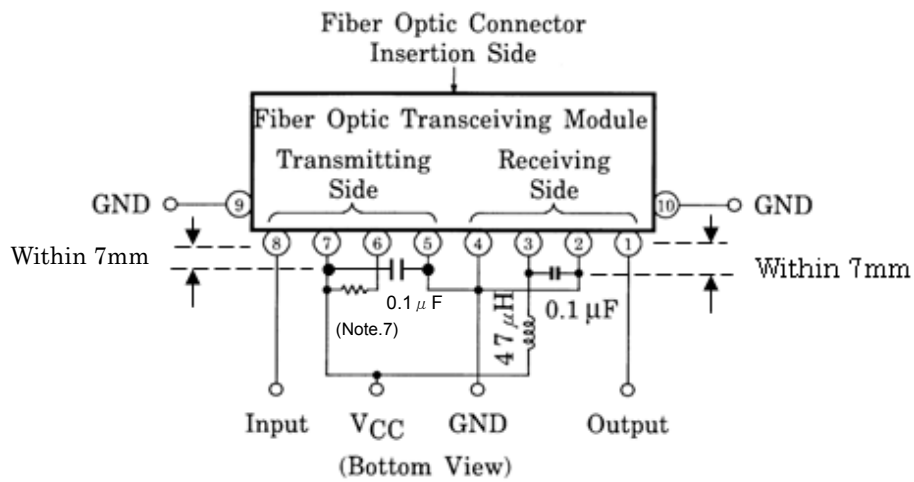 Fiber Optic Connector
Insertion Side
Fiber Optic Transceiving Module
Transmitting
Side
Receiving
Side
GND
9
10
GND
8
7
6
5
4
3
2
1
Within 7mm
Within 7mm
0.1 μ F
(Note.7)
47μH
0.1 μF
Input
VCC
GND
Output
(Bottom View)